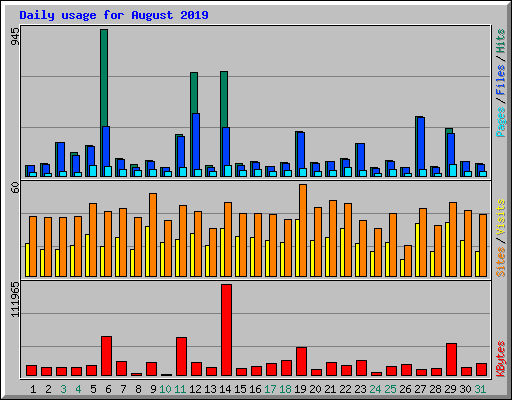 Daily usage for August 2019
945
Pages / Files / Hits
60
Sites / Visits
111965
KBytes
1 2 3 4 5 6 7 8 9 10 11 12 13 14 15 16 17 18 19 20 21 22 23 24 25 26 27 28 29 30 31